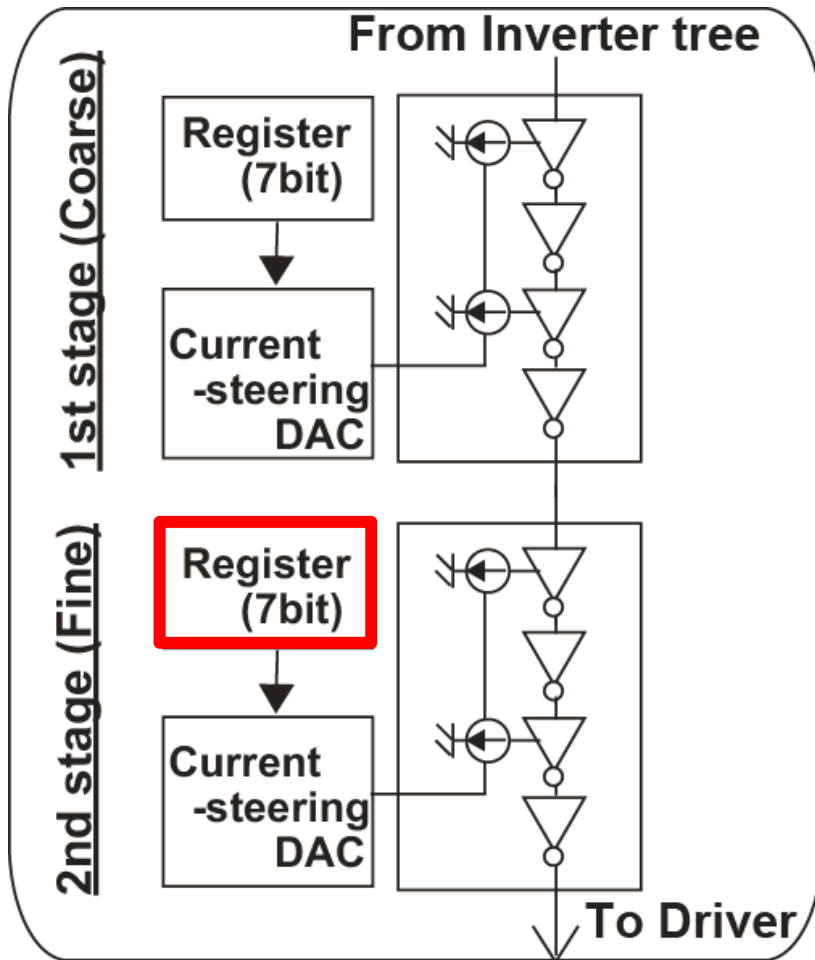 From Inverter tree
1st stage (Coarse)
Register
(7bit)
Current
-steering
DAC
2nd stage (Fine)
Register
(7bit)
Current
-steering
DAC
To Driver